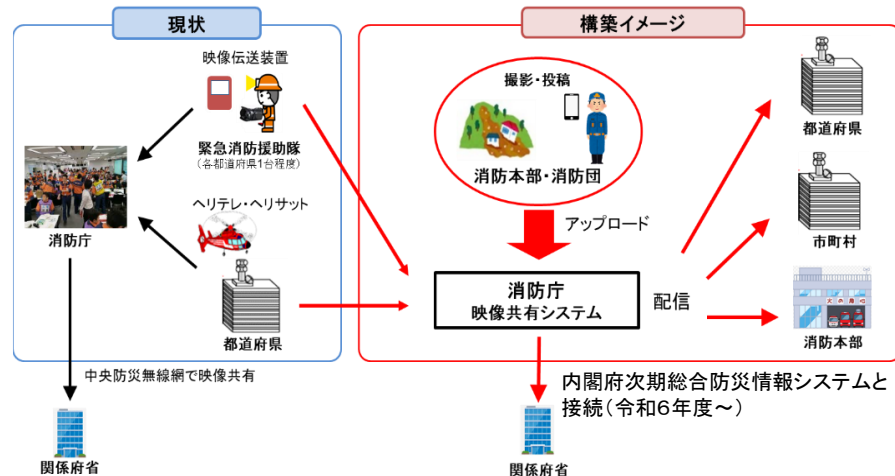 現状
映像伝送装置
緊急消防援助隊
(各都道府県1台程度)
消防庁
ヘリテレ・ヘリサット
都道府県
中央防災無線網で映像共有
関係府省
構築イメージ
撮影・投稿
消防本部・消防団
アップロード
消防庁
映像共有システム
配信
都道府県
市町村
火の用心
消防本部
内閣府次期総合防災情報システムと
接続(令和6年度~)
関係府省